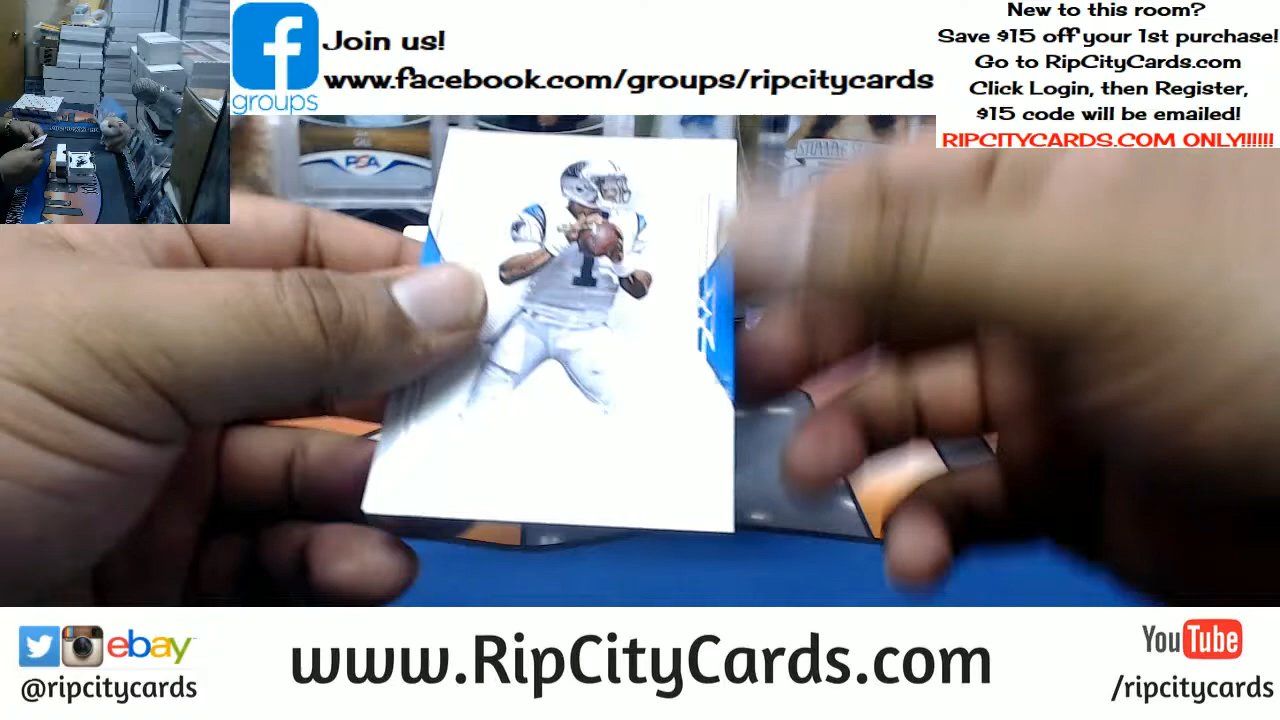 f
groups
Join us!
www.facebook.com/groups/ripcitycards
New to this room?
Save $15 off your 1st purchase!
Go to RipCityCards.com
Click Login, then Register,
$15 code will be emailed!
RIPCITYCARDS.COM ONLY!!!!!!
PSA
1
ebay
@ripcitycards
www.RipCityCards.com
YouTube
/ripcitycards